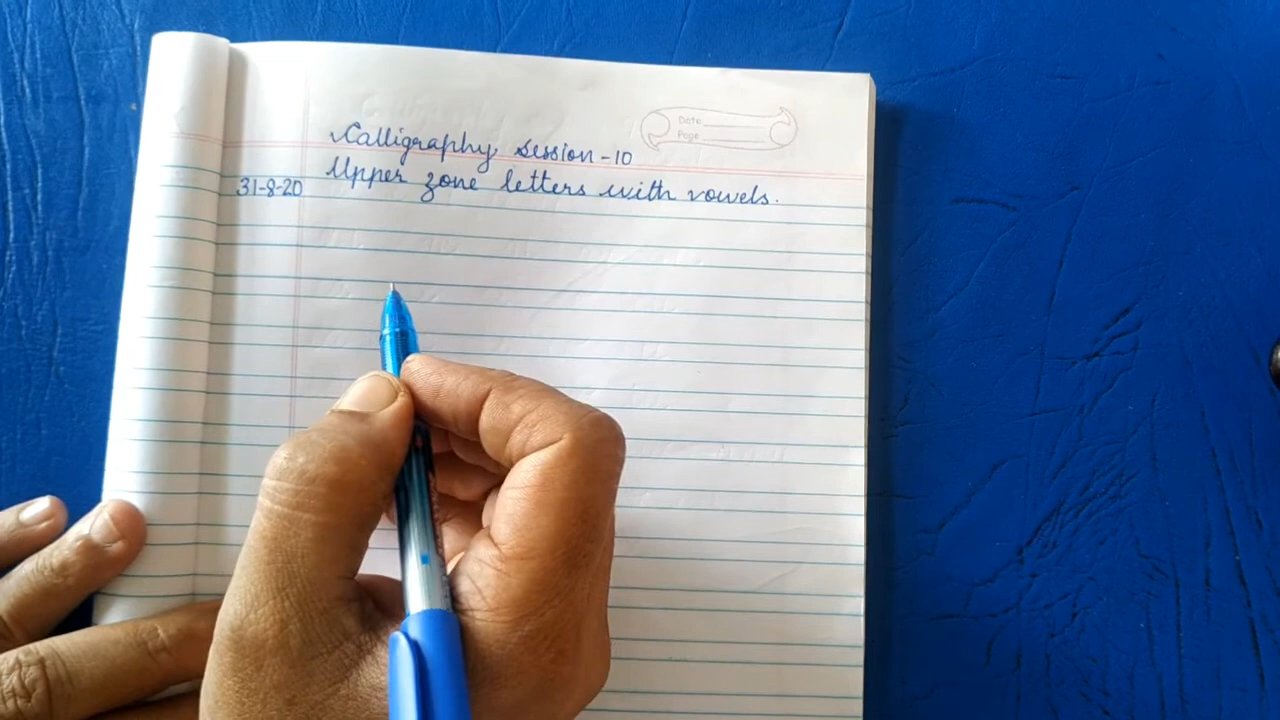 Date
Page
Calligraphy session - 10
Upper zone letters with vowels.
31-8-20